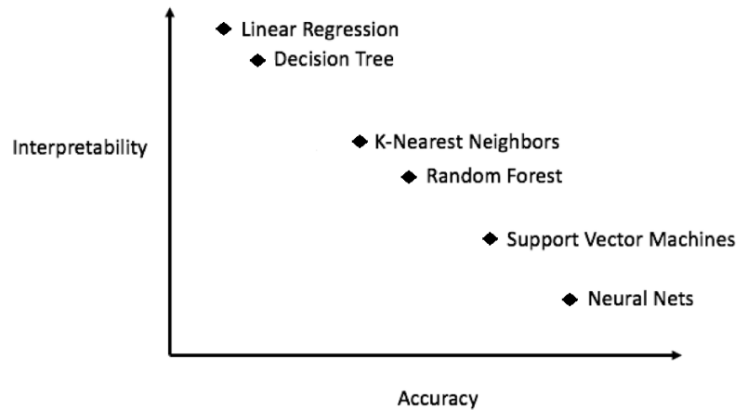 Linear Regression
Decision Tree
Interpretability
K-Nearest Neighbors
Random Forest
Support Vector Machines
Neural Nets
Accuracy